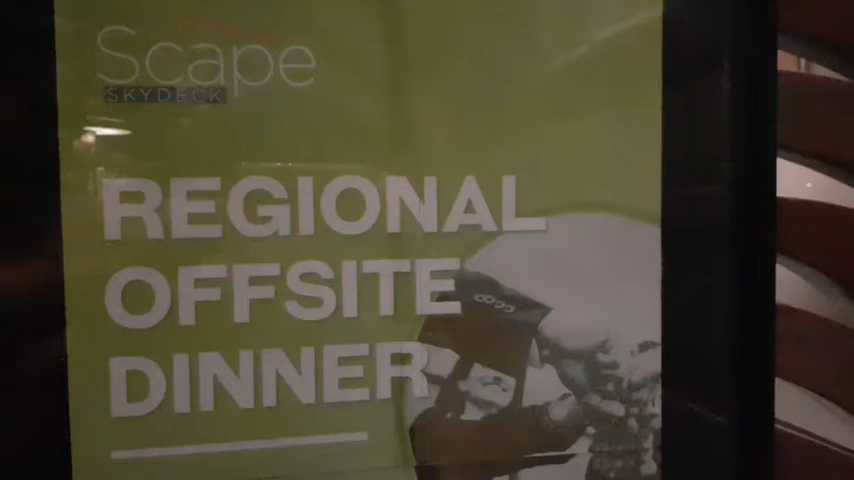 Scape
SKYDECK
REGIONAL
OFFSITE
DINNER